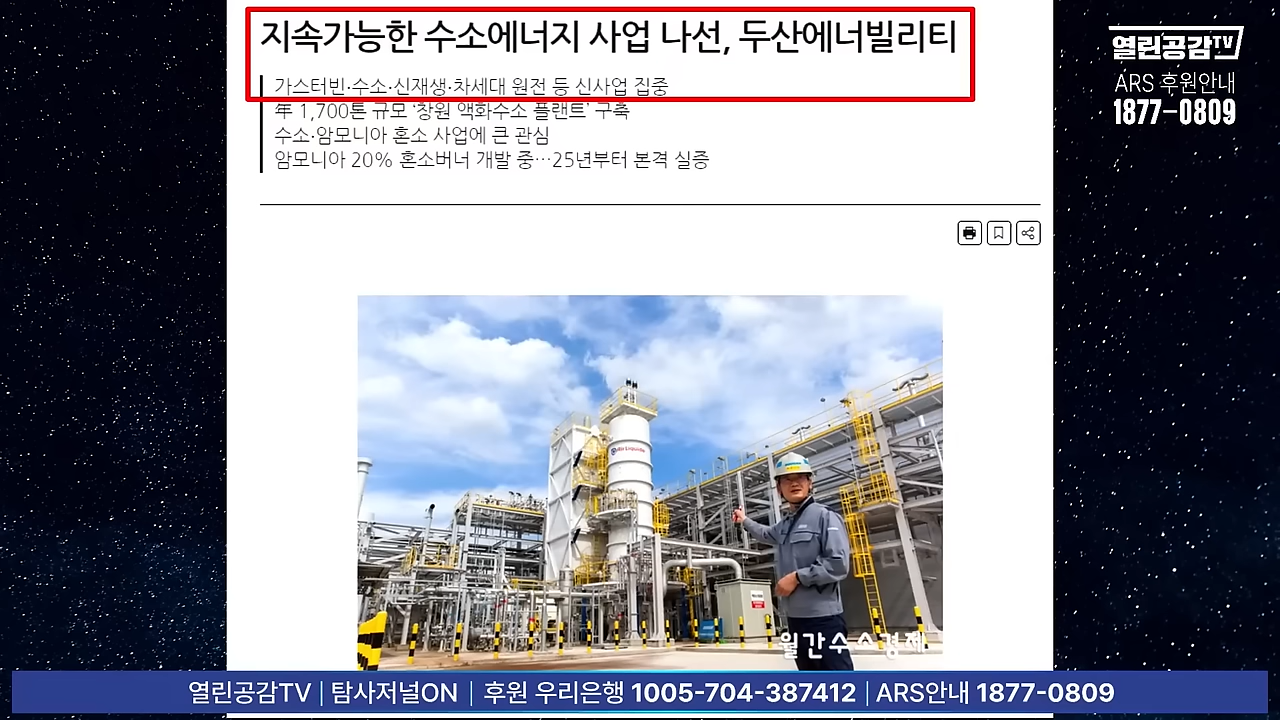 지속가능한 수소에너지 사업 나선, 두산에너빌리티
가스터빈·수소·신재생·차세대 원전 등 신사업 집중
年 1,700톤 규모 ‘창원 액화수소 플랜트’ 구축
수소·암모니아 혼소 사업에 큰 관심
암모니아 20% 혼소버너 개발 중…25년부터 본격 실증
열린공감TV
ARS 후원안내
1877-0809
Air Liquide
월간수소경제
열린공감TV | 탐사저널ON | 후원 우리은행 1005-704-387412 | ARS안내 1877-0809